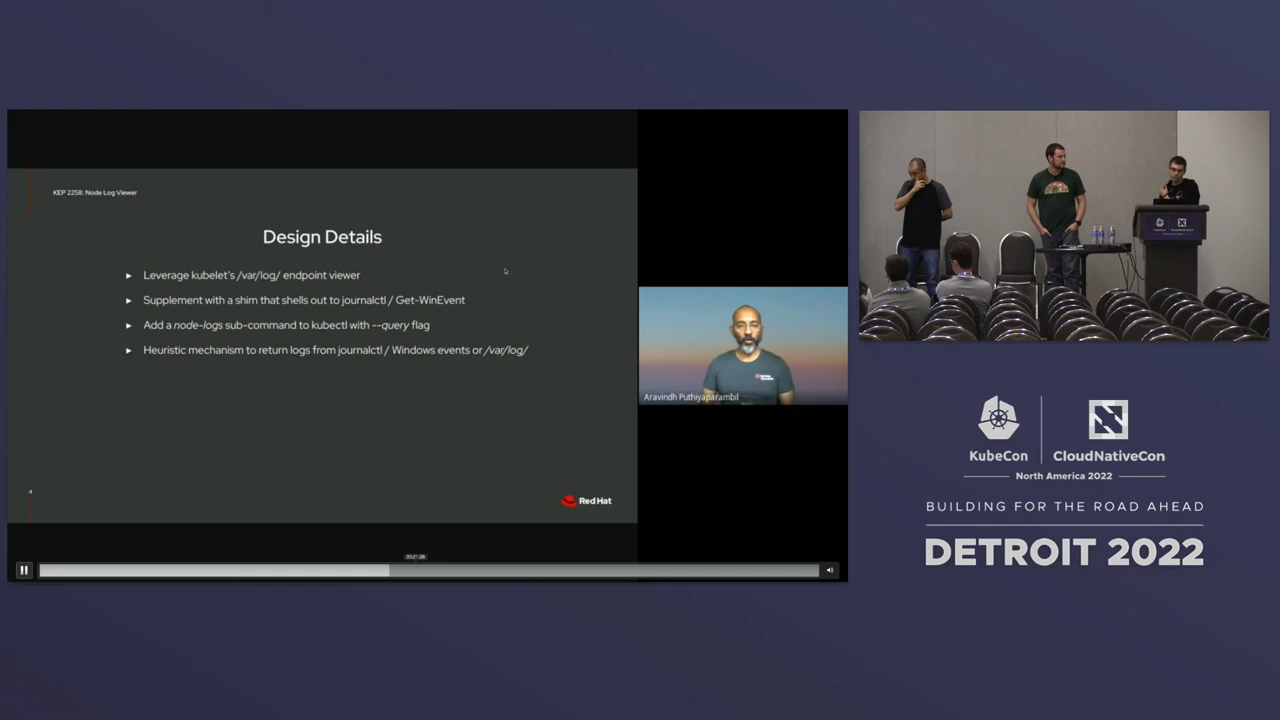 KEP 2258: Node Log Viewer
Design Details
► Leverage kubelet's /var/log/ endpoint viewer
► Supplement with a shim that shells out to journalctl / Get-WinEvent
► Add a node-logs sub-command to kubectl with --query flag
► Heuristic mechanism to return logs from journalctl / Windows events or /var/log/
4
Red Hat
Aravindh Puthiyaparambil
KubeCon
CloudNativeCon
North America 2022
BUILDING FOR THE ROAD AHEAD
DETROIT 2022